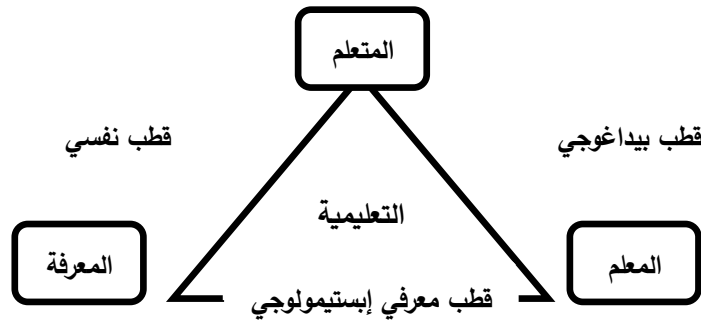 المتعلم
قطب بيداغوجي
قطب نفسي
التعليمية
المعلم
المعرفة
قطب معرفي إبستيمولوجي